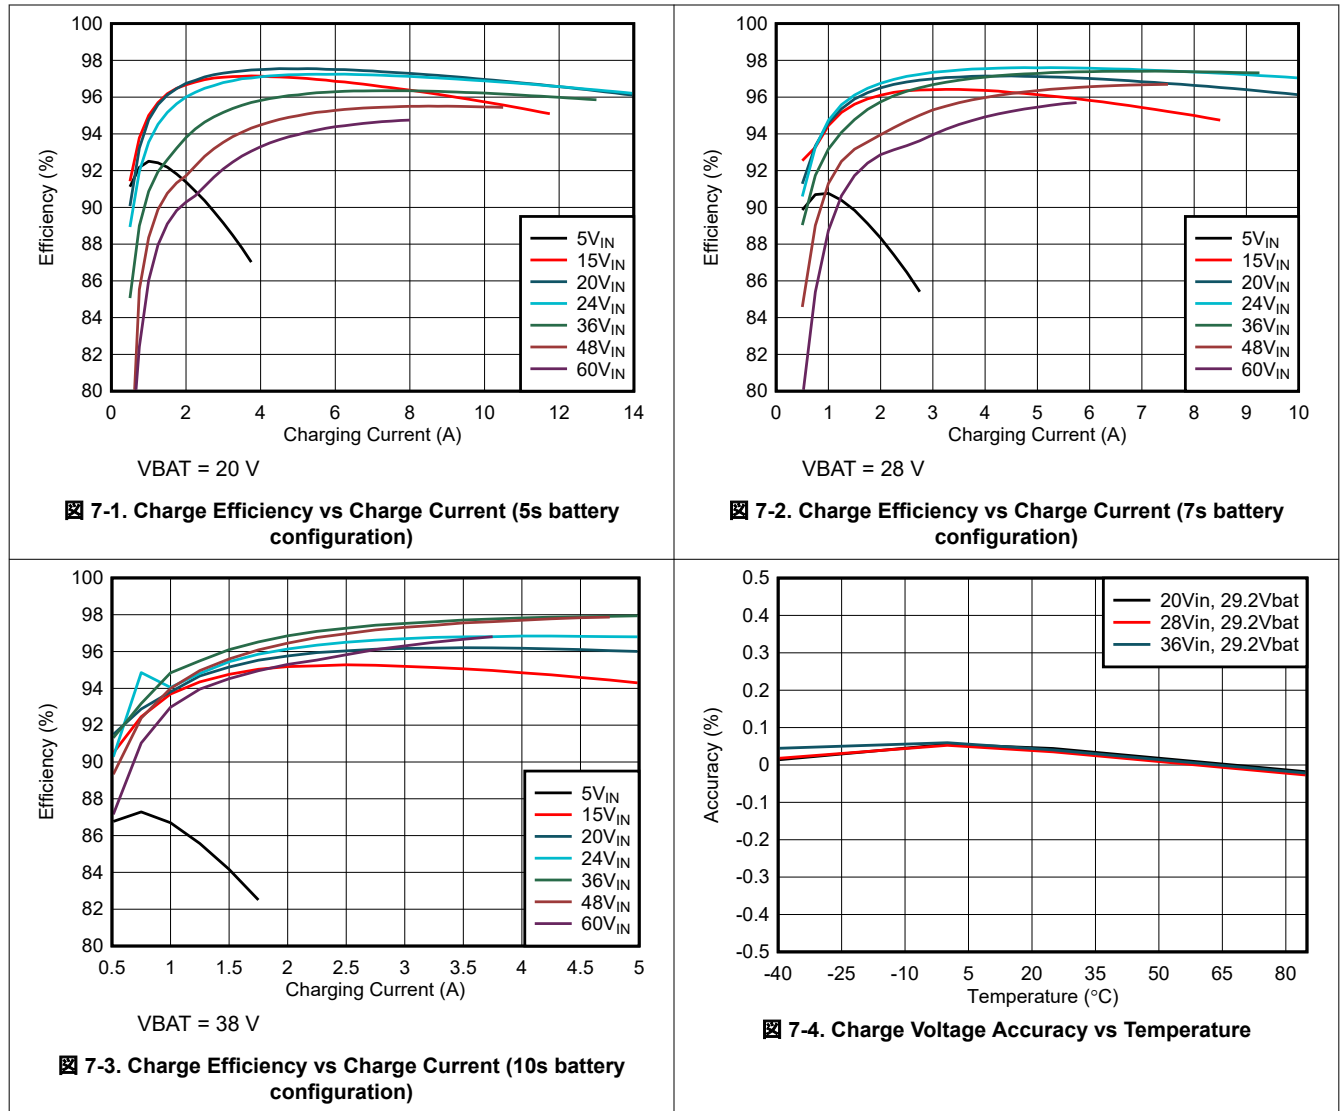 100
98
96
94
92
90
88
86
84
82
80
Efficiency (%)
5VIN
15VIN
20VIN
24VIN
36VIN
48VIN
60VIN
0 2 4 6 8 10 12 14
Charging Current (A)
VBAT = 20 V
図 7-1. Charge Efficiency vs Charge Current (5s battery
configuration)
100
98
96
94
92
90
88
86
84
82
80
Efficiency (%)
5VIN
15VIN
20VIN
24VIN
36VIN
48VIN
60VIN
0 1 2 3 4 5 6 7 8 9 10
Charging Current (A)
VBAT = 28 V
図 7-2. Charge Efficiency vs Charge Current (7s battery
configuration)
100
98
96
94
92
90
88
86
84
82
80
Efficiency (%)
5VIN
15VIN
20VIN
24VIN
36VIN
48VIN
60VIN
0.5 1 1.5 2 2.5 3 3.5 4 4.5 5
Charging Current (A)
VBAT = 38 V
図 7-3. Charge Efficiency vs Charge Current (10s battery
configuration)
0.5
0.4
0.3
0.2
0.1
0
-0.1
-0.2
-0.3
-0.4
-0.5
Accuracy (%)
20Vin, 29.2Vbat
28Vin, 29.2Vbat
36Vin, 29.2Vbat
-40 -25 -10 5 20 35 50 65 80
Temperature (°C)
図 7-4. Charge Voltage Accuracy vs Temperature